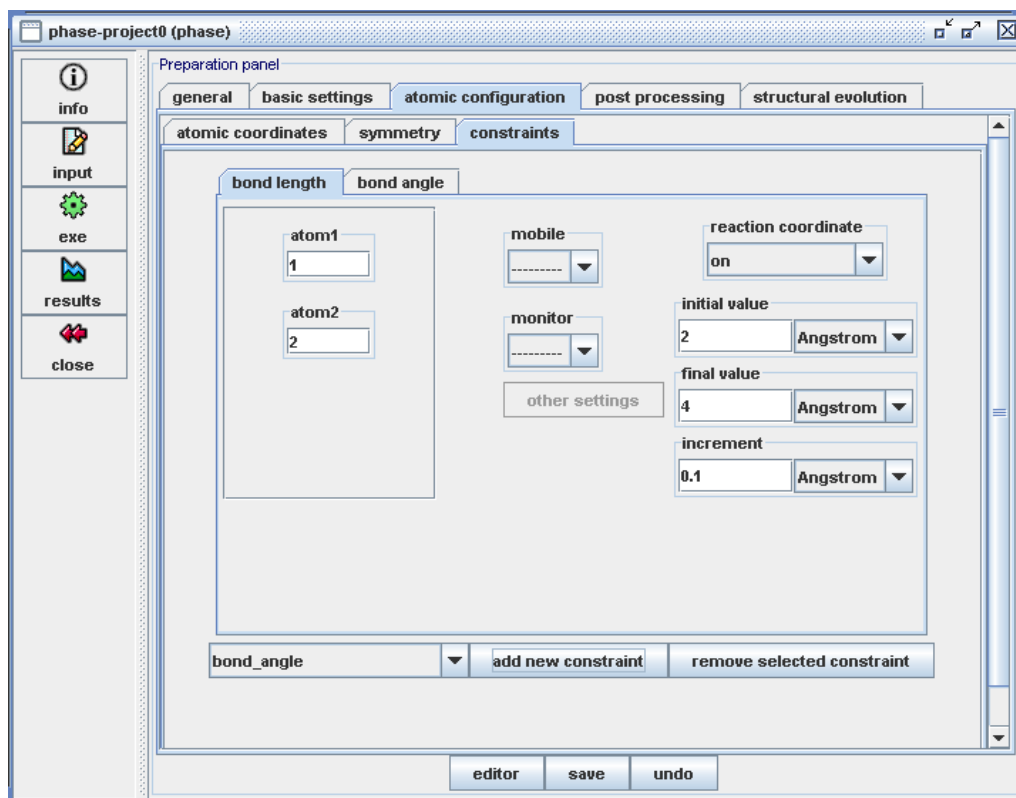 phase-project0 (phase)
info
input
exe
results
close
Preparation panel
general basic settings atomic configuration post processing structural evolution
atomic coordinates symmetry constraints
bond length bond angle
atom1
1
atom2
2
mobile
---------
monitor
---------
other settings
reaction coordinate
on
initial value
2 Angstrom
final value
4 Angstrom
increment
0.1 Angstrom
bond_angle add new constraint remove selected constraint
editor save undo